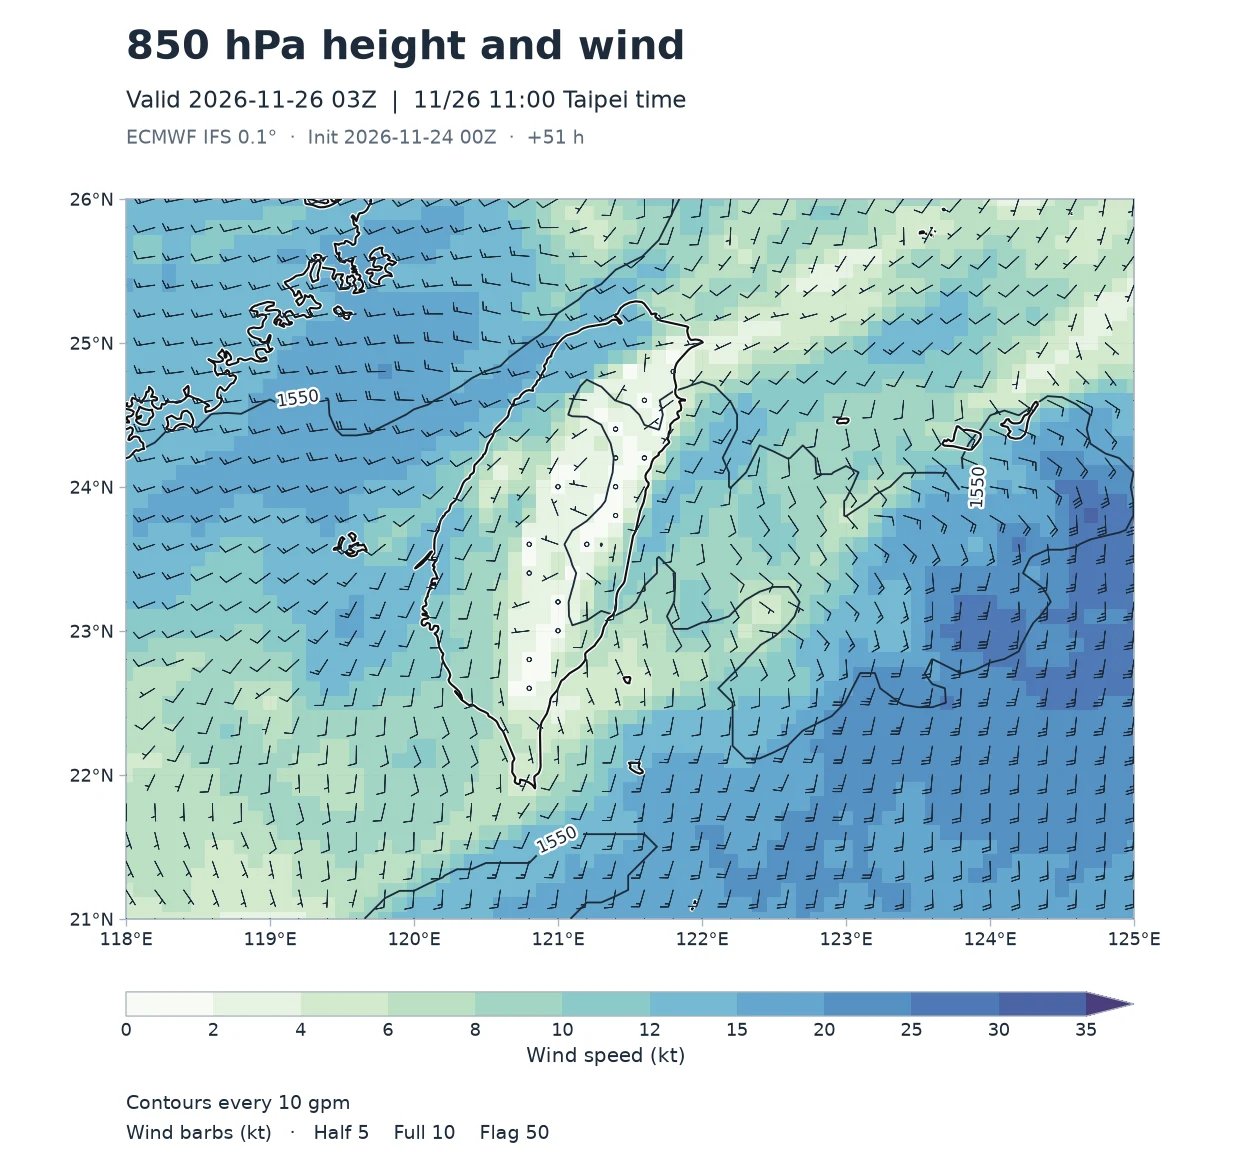 850 hPa height and wind
Valid 2026-11-26 03Z | 11/26 11:00 Taipei time
ECMWF IFS 0.1° · Init 2026-11-24 00Z · +51 h
26°N
25°N
24°N
23°N
22°N
21°N
1550
1550
1550
118°E 119°E 120°E 121°E 122°E 123°E 124°E 125°E
0 2 4 6 8 10 12 15 20 25 30 35
Wind speed (kt)
Contours every 10 gpm
Wind barbs (kt) · Half 5 Full 10 Flag 50